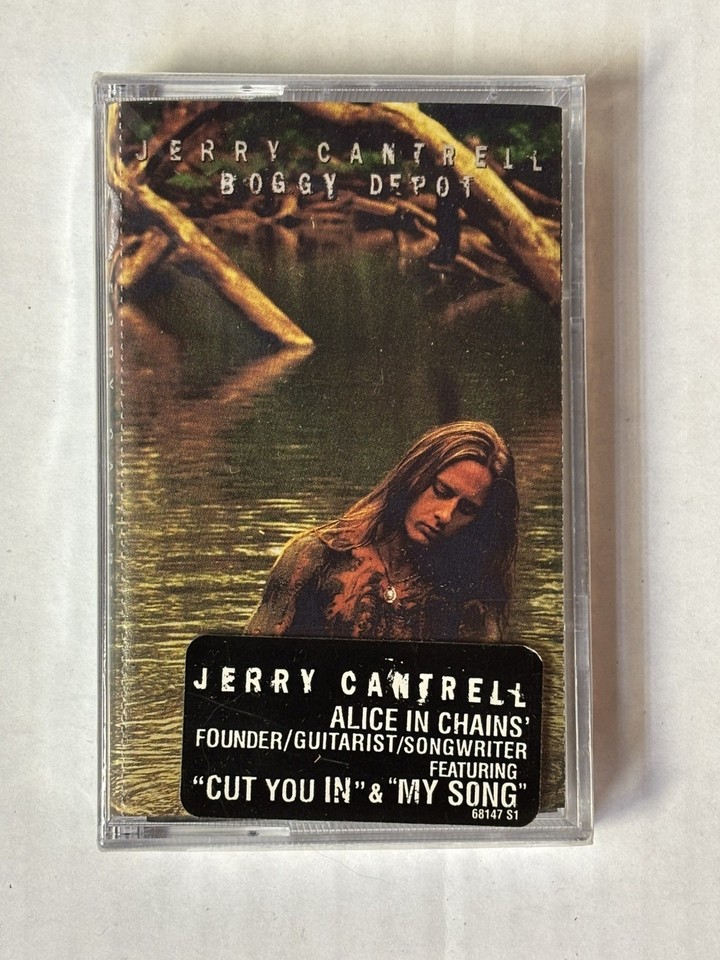 JERRY CANTRELL
BOGGY DEPOT
JERRY CANTRELL
ALICE IN CHAINS'
FOUNDER/GUITARIST/SONGWRITER
FEATURING
"CUT YOU IN" & "MY SONG"
68147 S1